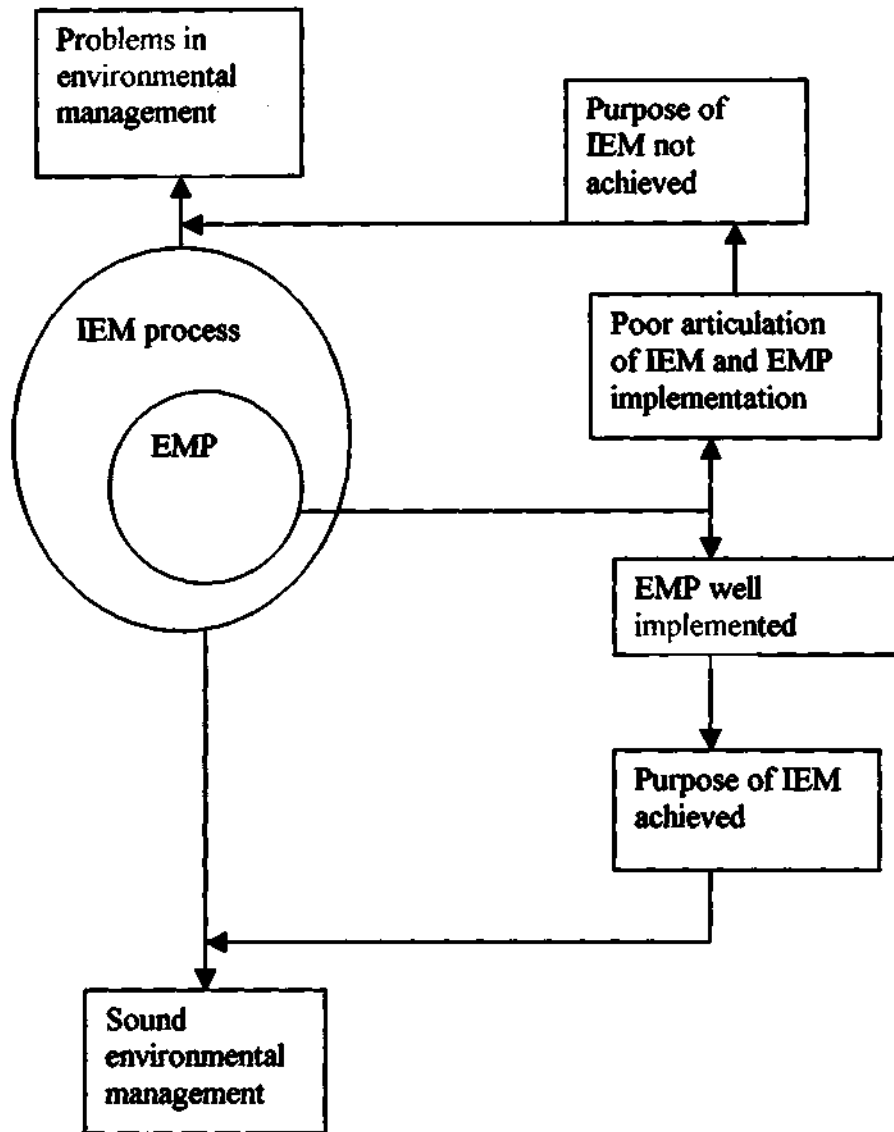 Problems in
environmental
management
Purpose of
IEM not
achieved
IEM process
Poor articulation
of IEM and EMP
implementation
EMP
EMP well
implemented
Purpose of IEM
achieved
Sound
environmental
management